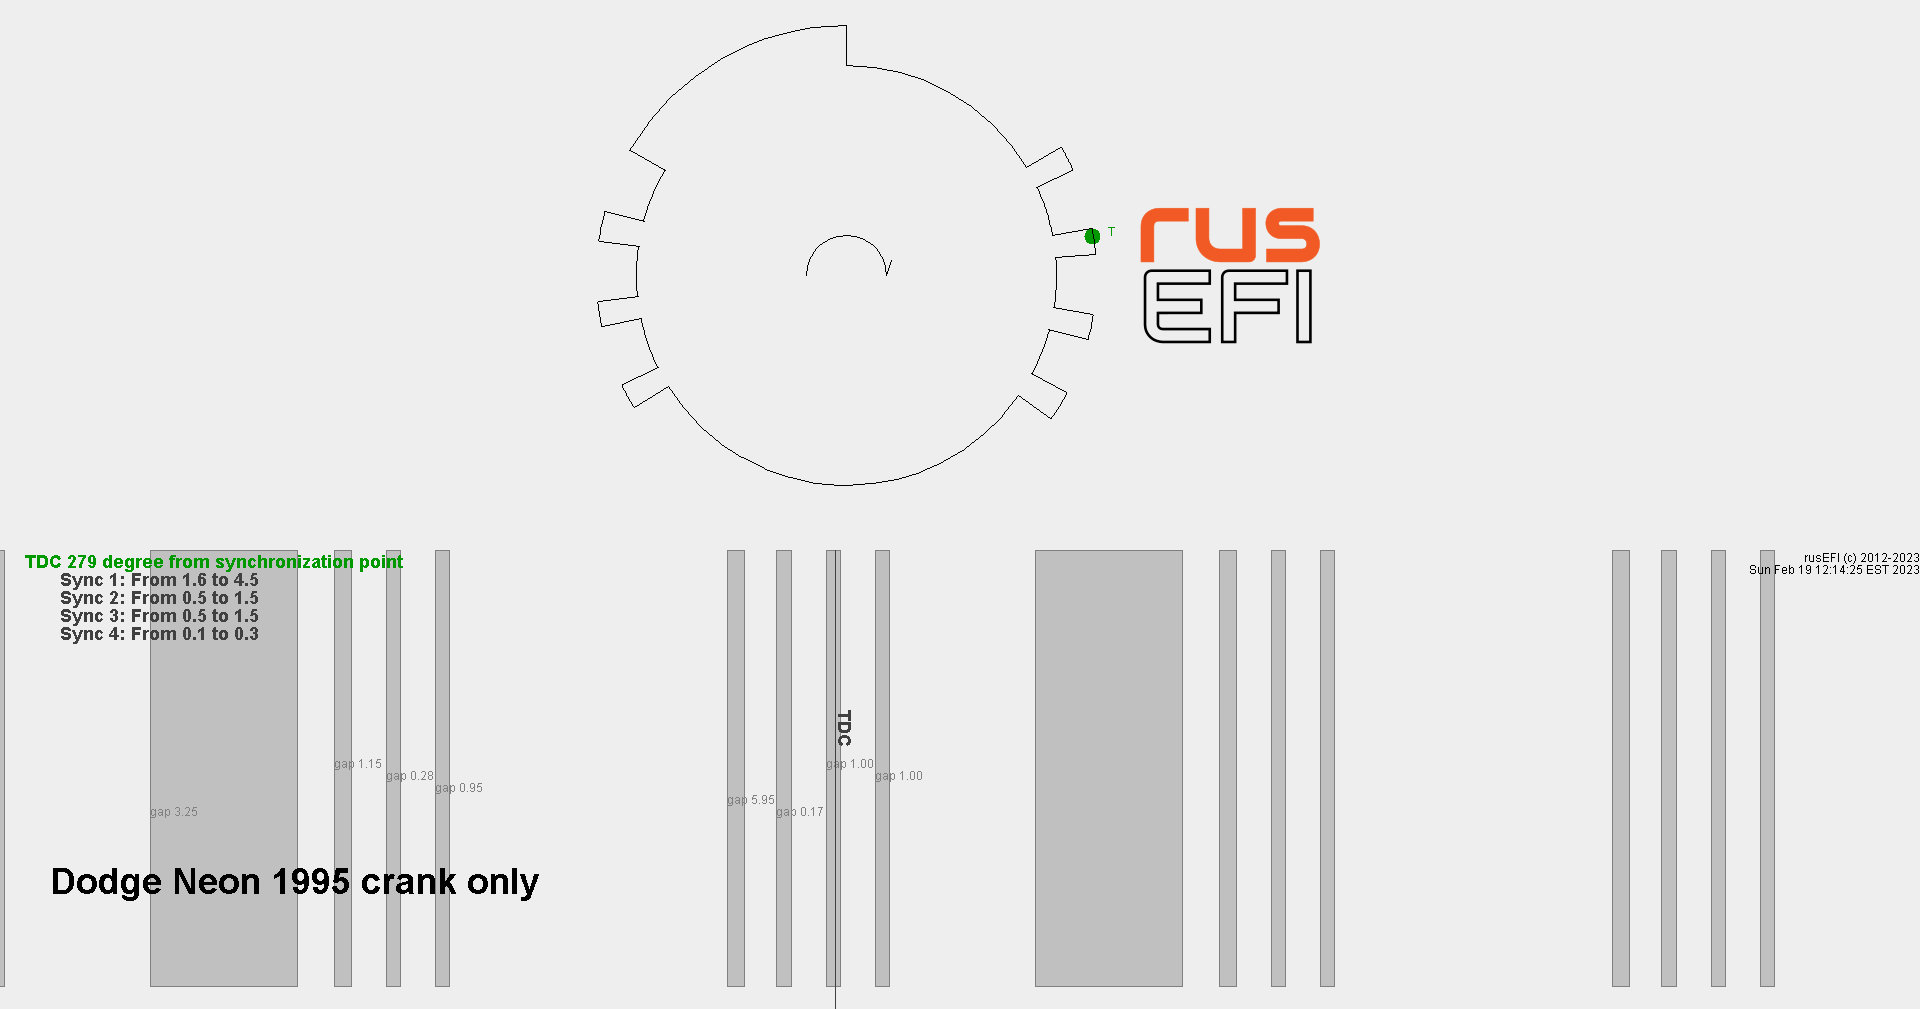 T
rus
EFI
TDC 279 degree from synchronization point
Sync 1: From 1.6 to 4.5
Sync 2: From 0.5 to 1.5
Sync 3: From 0.5 to 1.5
Sync 4: From 0.1 to 0.3
rusEFI (c) 2012-2023
Sun Feb 19 12:14:25 EST 2023
TDC
gap 3.25
gap 1.15
gap 0.28
gap 0.95
gap 5.95
gap 0.17
gap 1.00
gap 1.00
Dodge Neon 1995 crank only